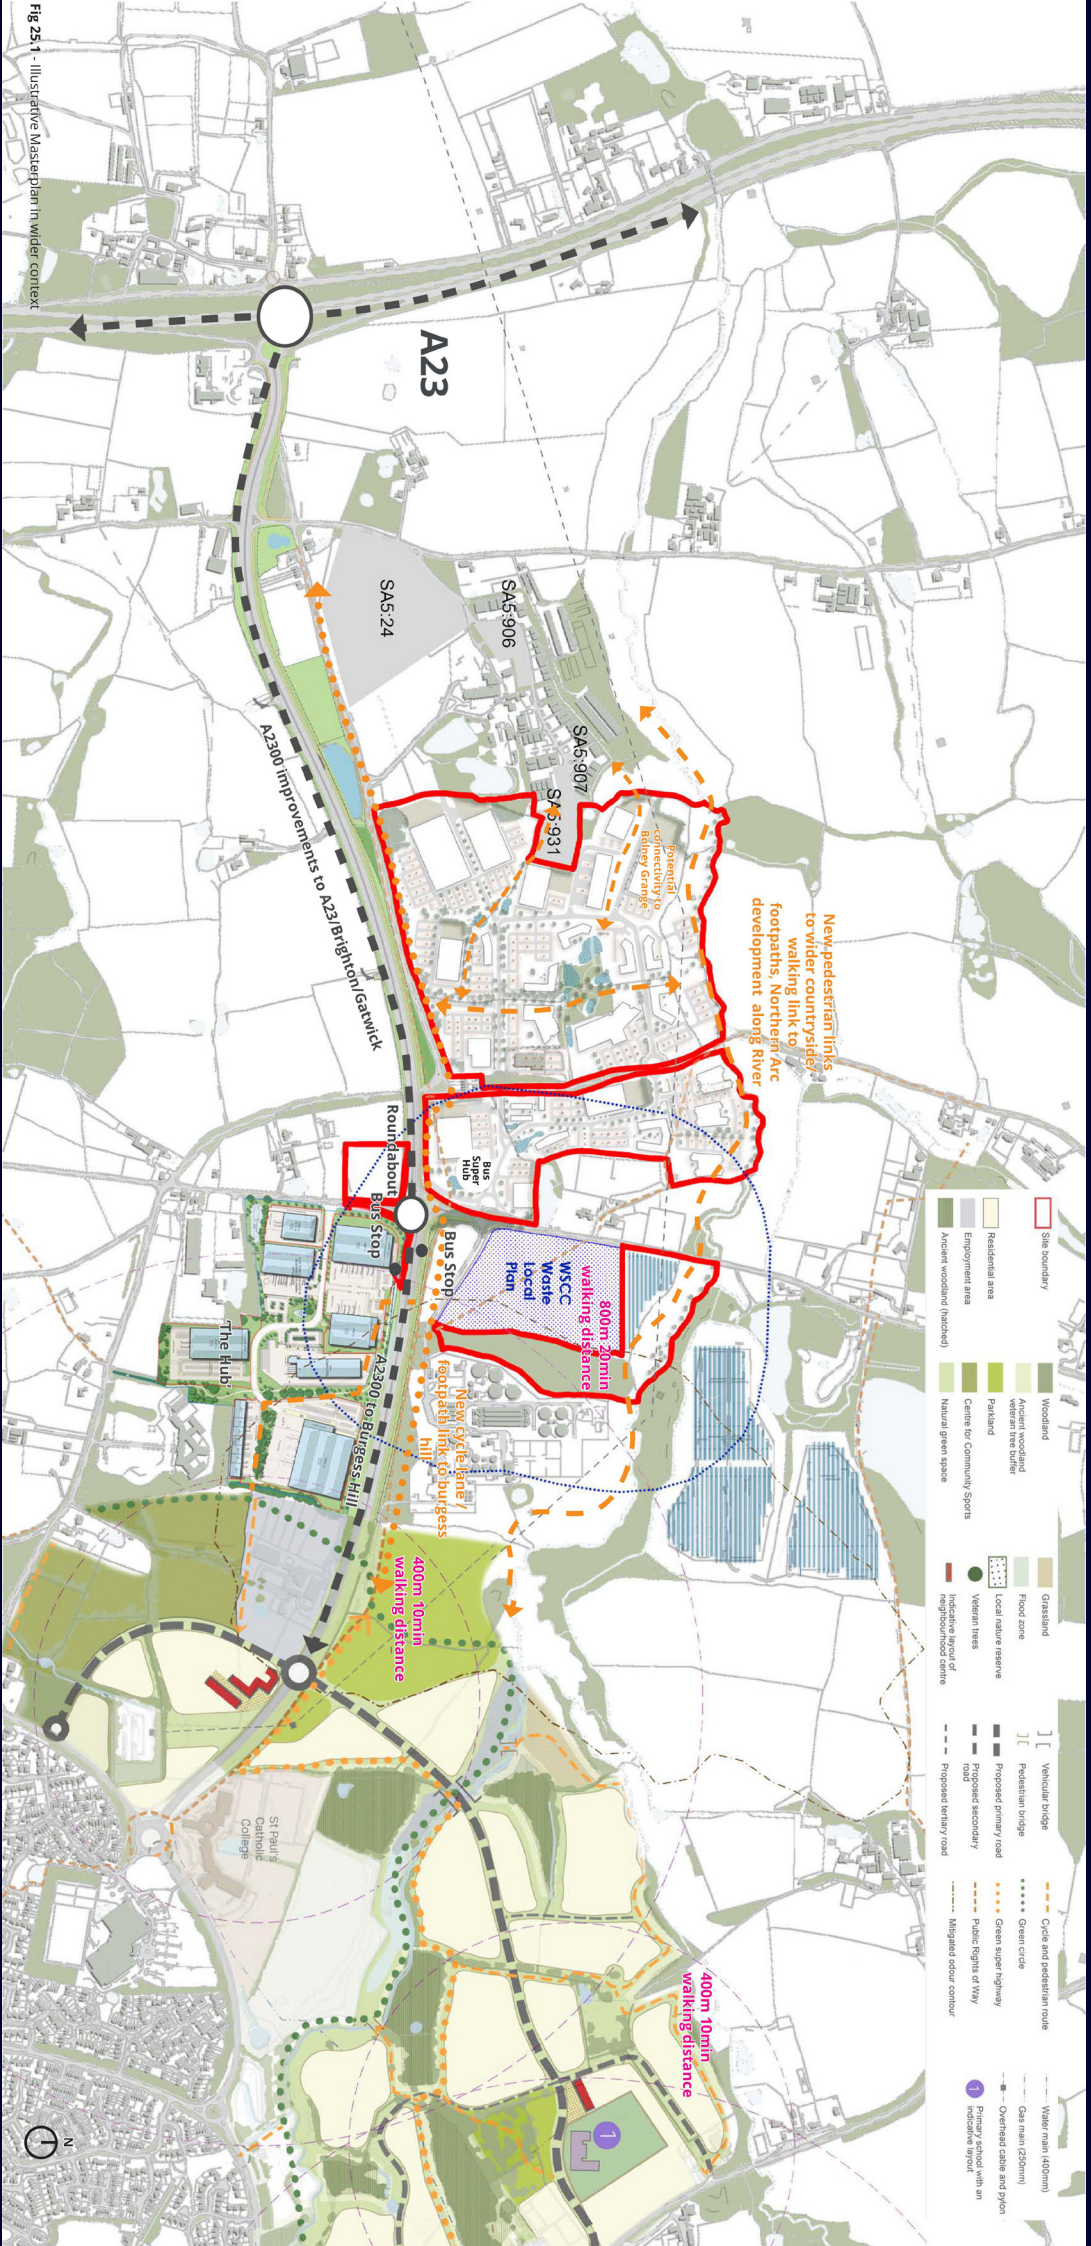 Fig 25.1 - Illustrative Masterplan in wider context
A23
SA5:24
SA5:906
SA5:907
SA5:931
A2300 improvements to A23/Brighton/Gatwick
Potential
connectivity to
Bolney Grange
New pedestrian links
to wider countryside/
walking link to
footpaths, Northern Arc
development along River
Roundabout
Bus Stop
Bus Stop
Bus
Super
Hub
WSCC
Waste
Local
Plan
800m 20min
walking distance
'The Hub'
A2300 to Burgess Hill
New cycle lane /
footpath link to burgess
hill
400m 10min
walking distance
St Paul's
Catholic
College
400m 10min
walking distance
1
N
Site boundary
Residential area
Employment area
Ancient woodland (hatched)
Woodland
Ancient woodland
veteran tree buffer
Parkland
Centre for Community Sports
Natural green space
Grassland
Flood zone
Local nature reserve
Veteran trees
Indicative layout of
neighbourhood centre
Vehicular bridge
Pedestrian bridge
Proposed primary road
Proposed secondary
road
Proposed tertiary road
Cycle and pedestrian route
Green circle
Green super highway
Public Rights of Way
Mitigated odour contour
Water main (400mm)
Gas main (250mm)
Overhead cable and pylon
1
Primary school with an
indicative layout